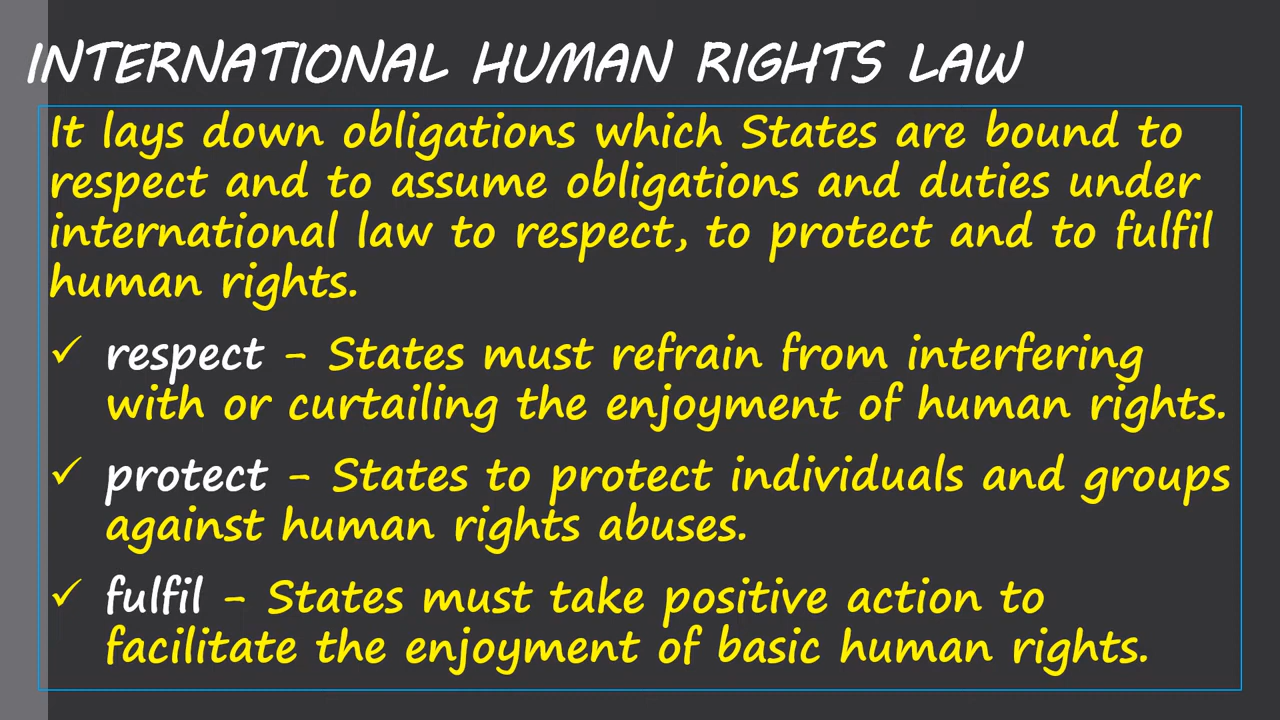 INTERNATIONAL HUMAN RIGHTS LAW
It lays down obligations which States are bound to
respect and to assume obligations and duties under
international law to respect, to protect and to fulfil
human rights.
✓ respect – States must refrain from interfering
with or curtailing the enjoyment of human rights.
✓ protect – States to protect individuals and groups
against human rights abuses.
✓ fulfil – States must take positive action to
facilitate the enjoyment of basic human rights.